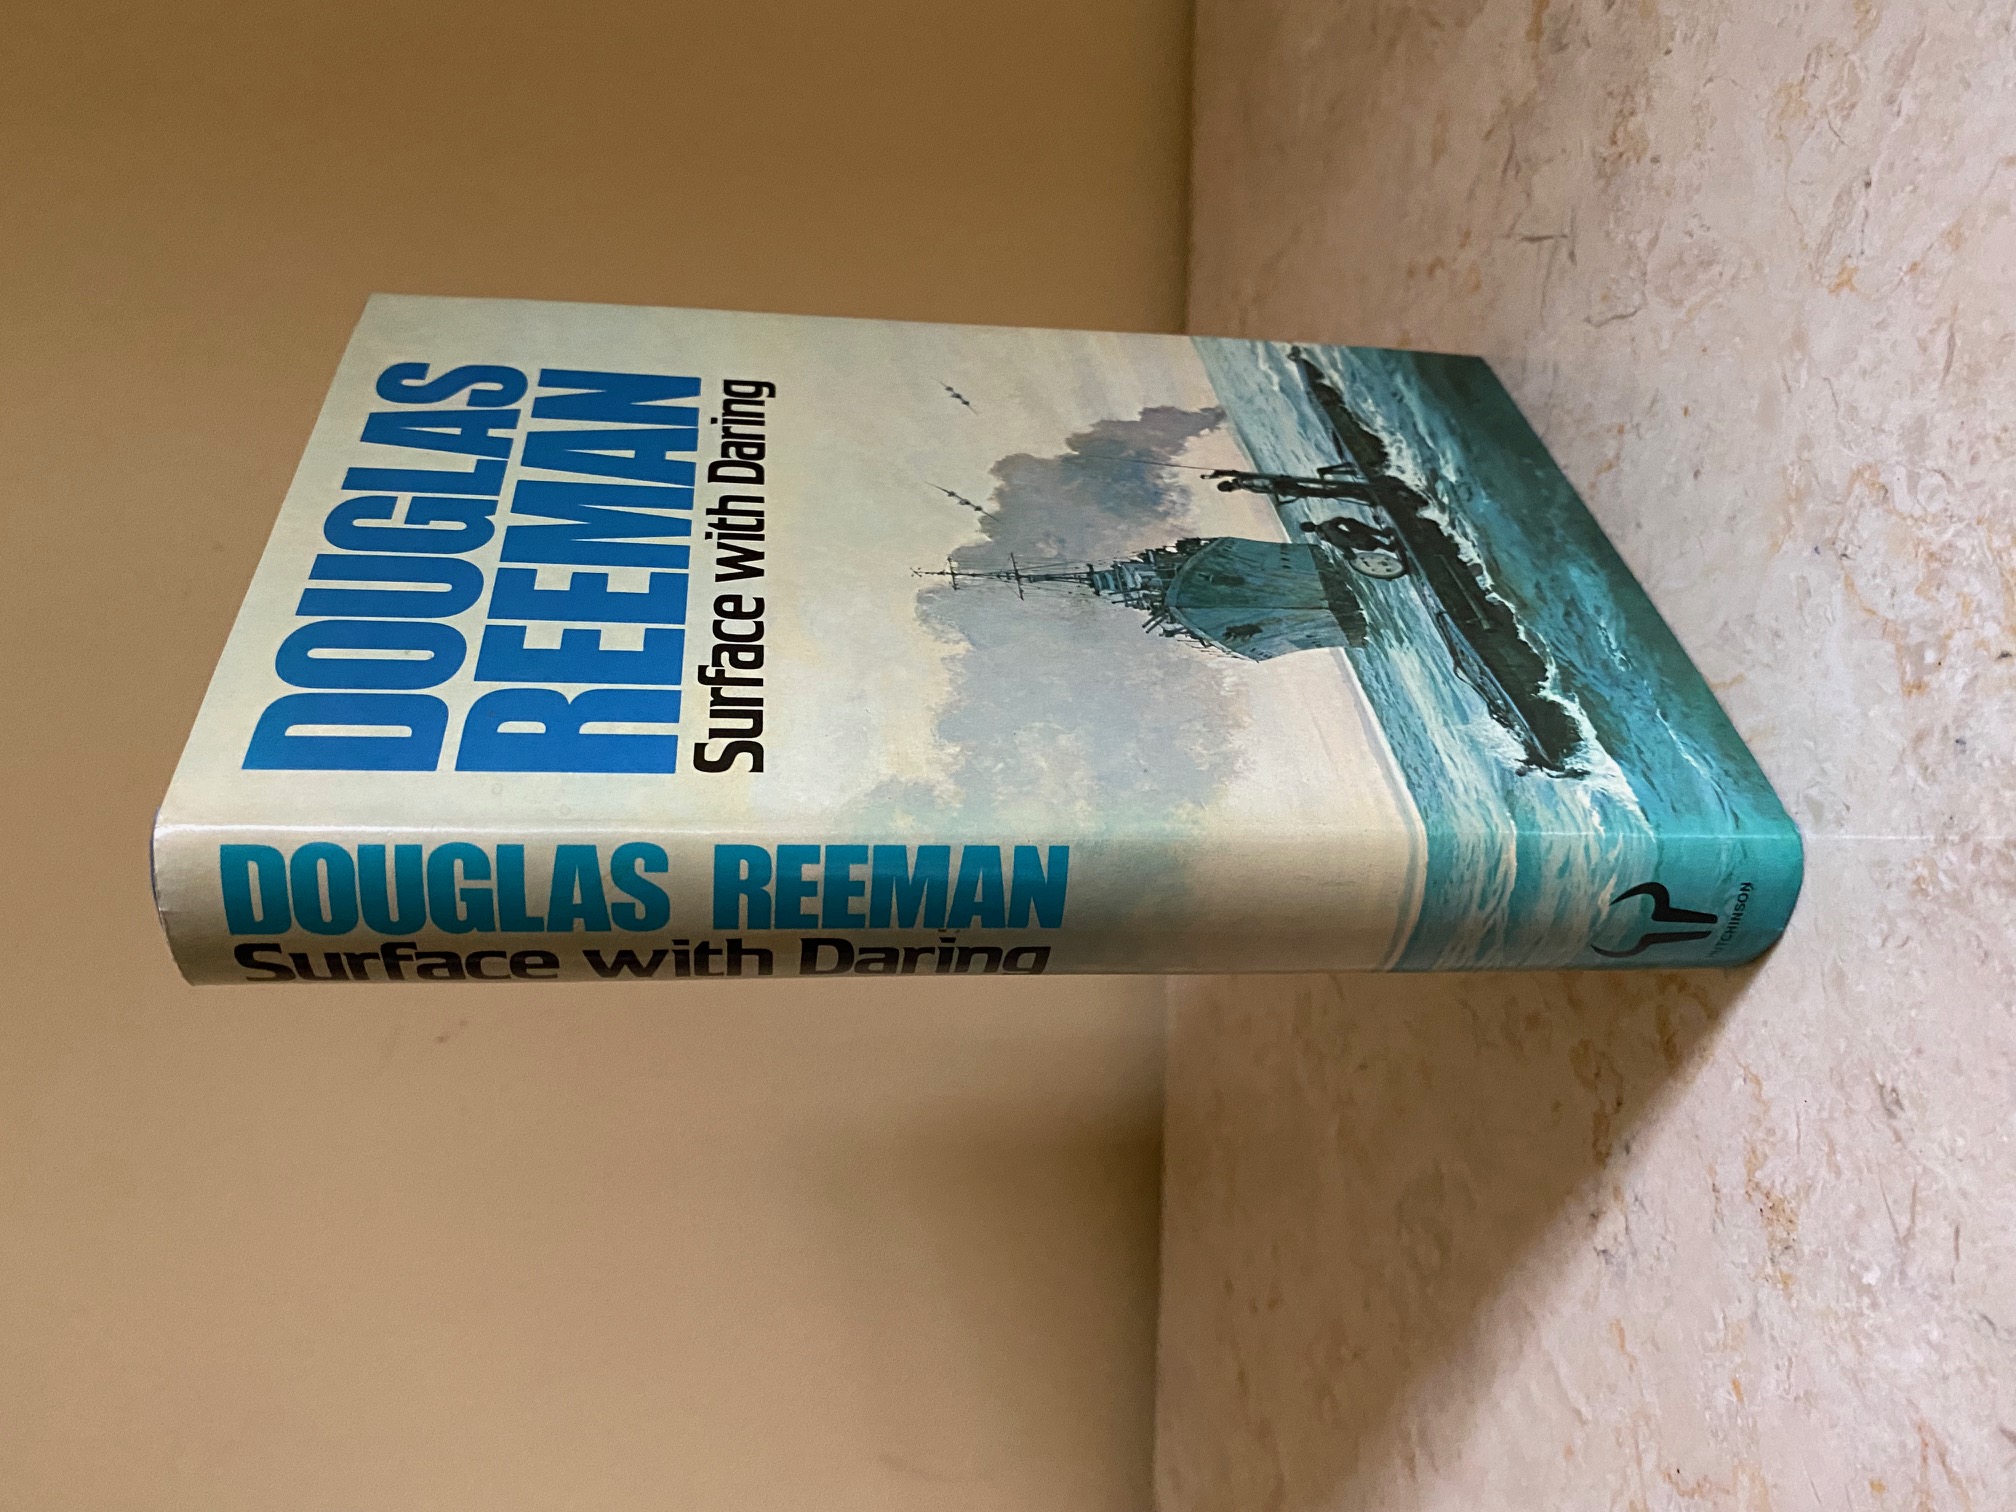 DOUGLAS
REEMAN
Surface with Daring
DOUGLAS REEMAN
Surface with Daring
HUTCHINSON